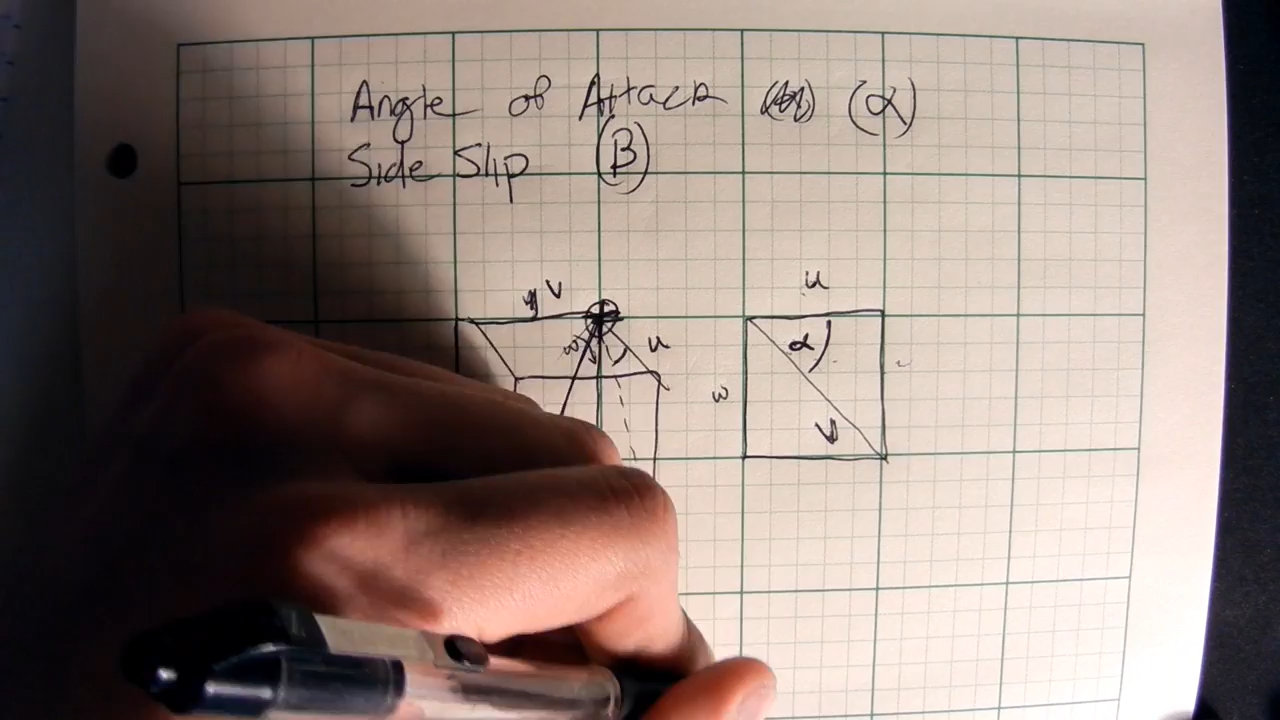 Angle of Attack (α)
Side Slip (B)
V
u
w
u
α
w
V